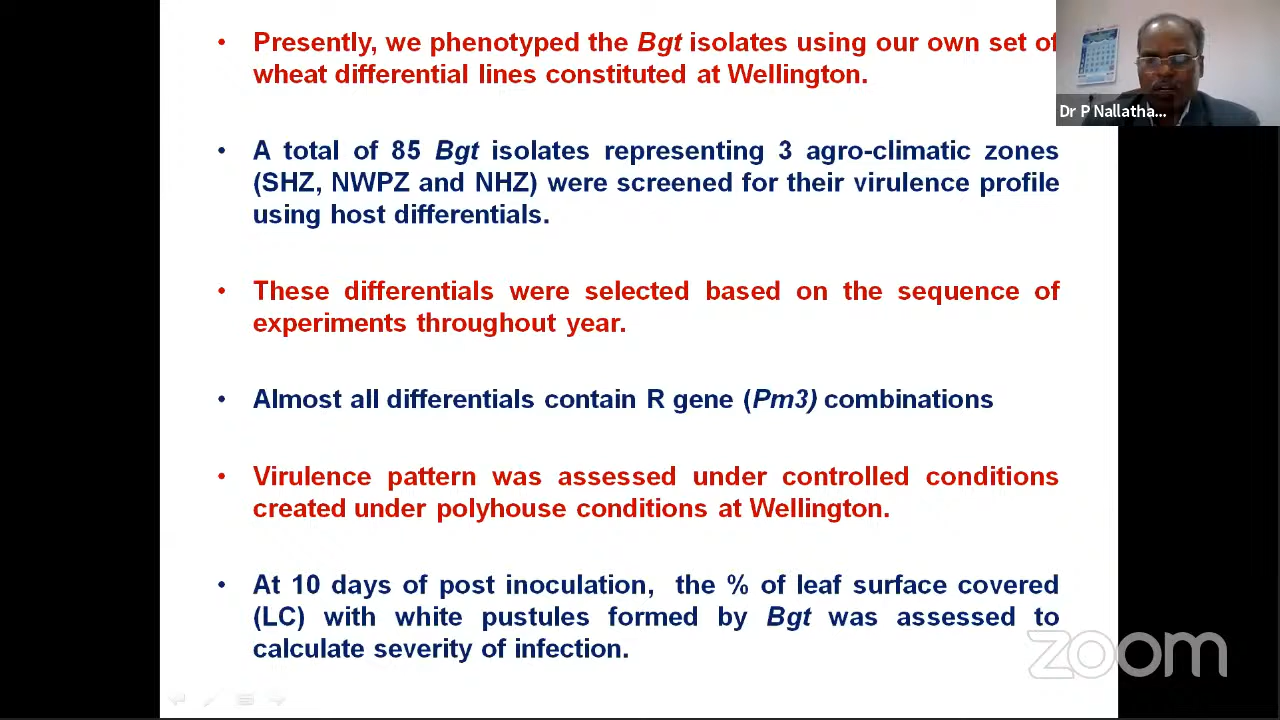 • Presently, we phenotyped the Bgt isolates using our own set of
wheat differential lines constituted at Wellington.
Dr P Nallatha...
• A total of 85 Bgt isolates representing 3 agro-climatic zones
(SHZ, NWPZ and NHZ) were screened for their virulence profile
using host differentials.
• These differentials were selected based on the sequence of
experiments throughout year.
• Almost all differentials contain R gene (Pm3) combinations
• Virulence pattern was assessed under controlled conditions
created under polyhouse conditions at Wellington.
• At 10 days of post inoculation, the % of leaf surface covered
(LC) with white pustules formed by Bgt was assessed to
calculate severity of infection.
zoom